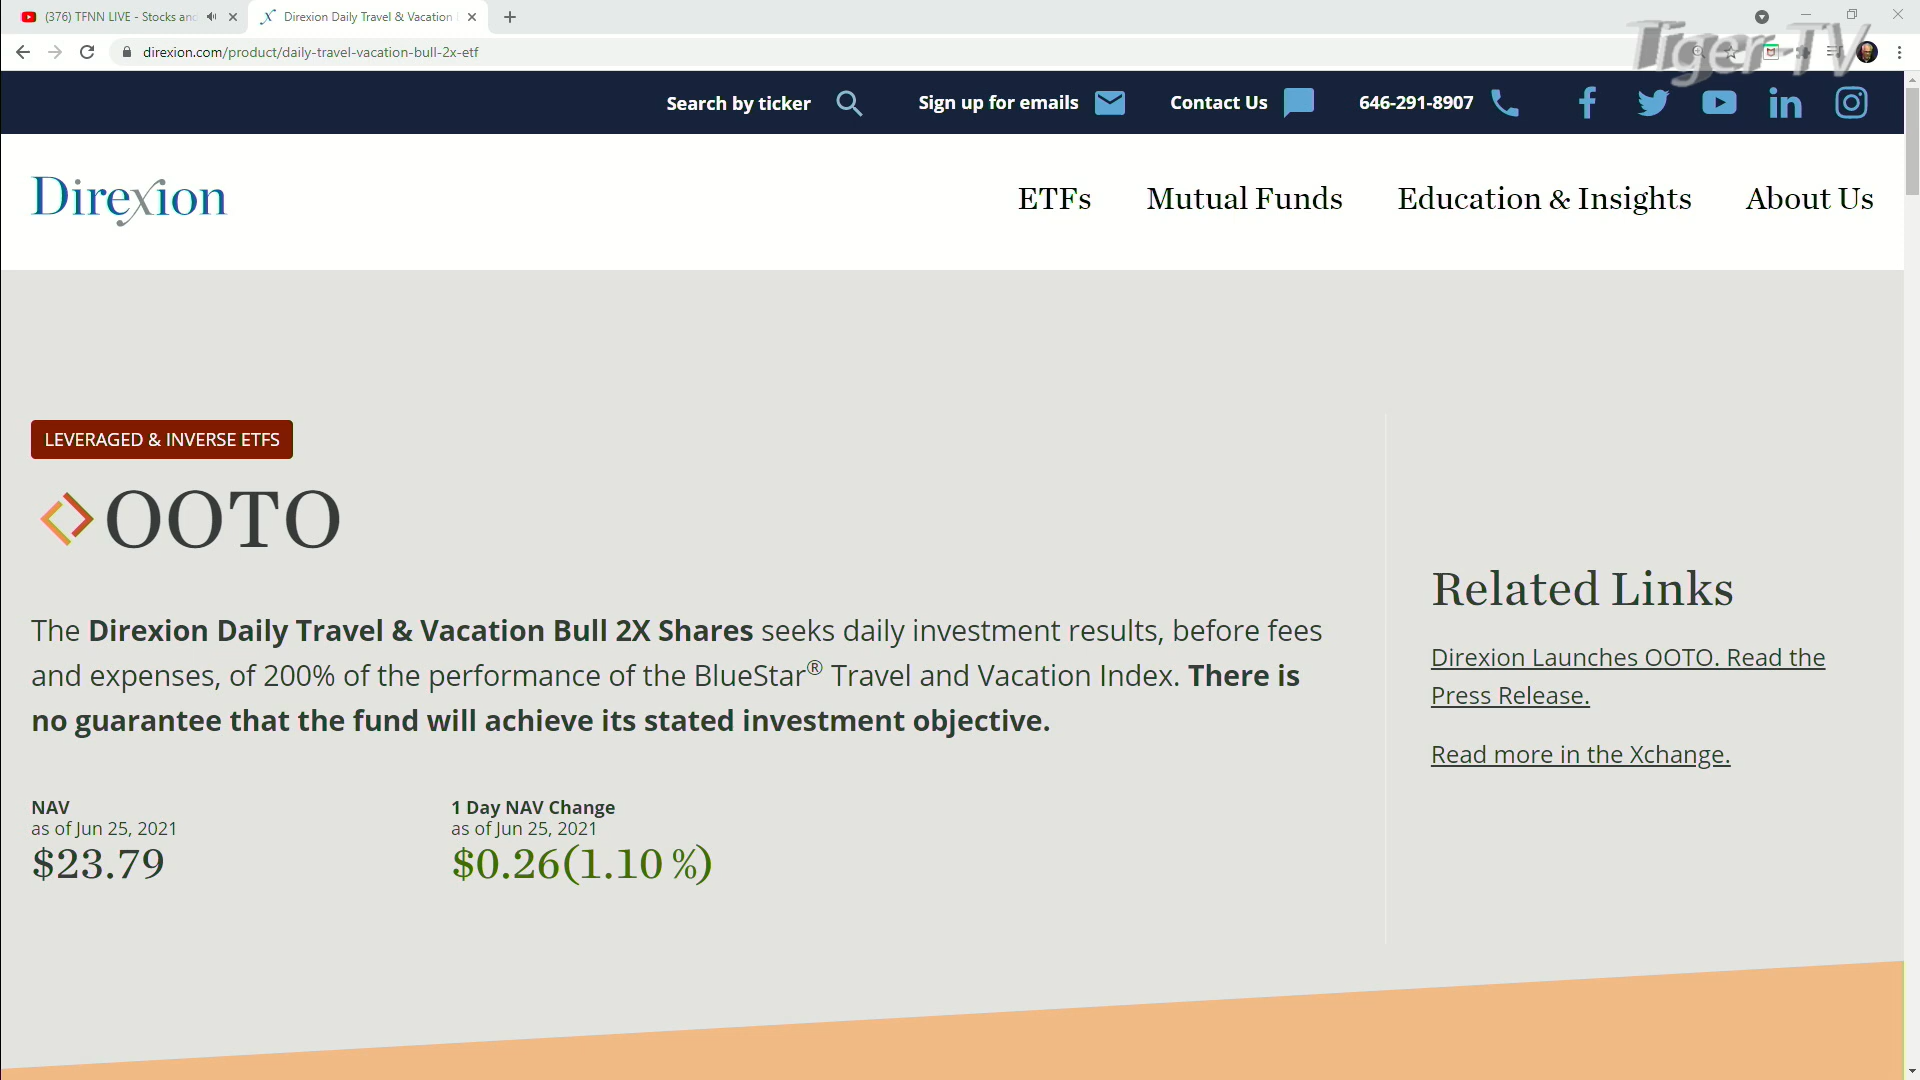 (376) TFNN LIVE - Stocks and
Direxion Daily Travel & Vacation
direxion.com/product/daily-travel-vacation-bull-2x-etf
Tiger-TV
Search by ticker
Sign up for emails
Contact Us
646-291-8907
Direxion
ETFs
Mutual Funds
Education & Insights
About Us
LEVERAGED & INVERSE ETFS
OOTO
The Direxion Daily Travel & Vacation Bull 2X Shares seeks daily investment results, before fees
and expenses, of 200% of the performance of the BlueStar® Travel and Vacation Index. There is
no guarantee that the fund will achieve its stated investment objective.
NAV
as of Jun 25, 2021
$23.79
1 Day NAV Change
as of Jun 25, 2021
$0.26(1.10 %)
Related Links
Direxion Launches OOTO. Read the
Press Release.
Read more in the Xchange.